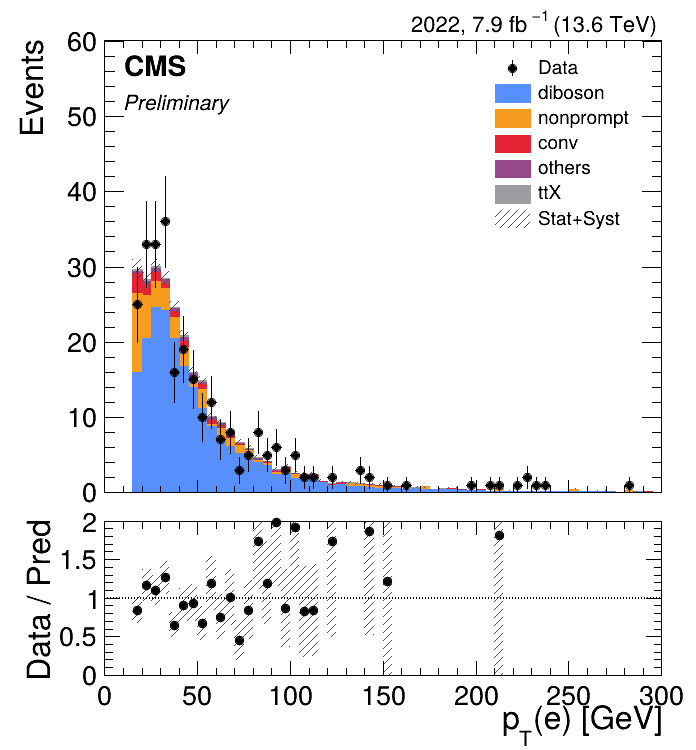 2022, 7.9 fb⁻¹ (13.6 TeV)
60
50
40
30
20
10
0
Events
CMS
Preliminary
Data
diboson
nonprompt
conv
others
ttX
Stat+Syst
2
1.5
1
0.5
0
Data / Pred
0 50 100 150 200 250 300
p_T(e) [GeV]